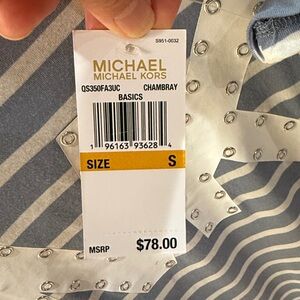 S951-0032
MICHAEL
MICHAEL KORS
QS350FA3UC CHAMBRAY
BASICS
1 96163 93628 4
SIZE S
MSRP $78.00